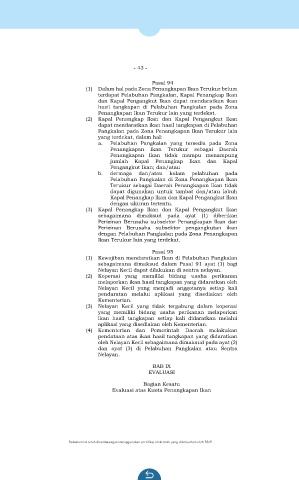 - 43 -
Pasal 94
(1) Dalam hal pada Zona Penangkapan Ikan Terukur belum
terdapat Pelabuhan Pangkalan, Kapal Penangkap Ikan
dan Kapal Pengangkut Ikan dapat mendaratkan ikan
hasil tangkapan di Pelabuhan Pangkalan pada Zona
Penangkapan Ikan Terukur lain yang terdekat.
(2) Kapal Penangkap Ikan dan Kapal Pengangkut Ikan
dapat mendaratkan ikan hasil tangkapan di Pelabuhan
Pangkalan pada Zona Penangkapan Ikan Terukur lain
yang terdekat, dalam hal:
a. Pelabuhan Pangkalan yang tersedia pada Zona
Penangkapan Ikan Terukur sebagai Daerah
Penangkapan Ikan tidak mampu menampung
jumlah Kapal Penangkap Ikan dan Kapal
Pengangkut Ikan; dan/atau
b. dermaga dan/atau kolam pelabuhan pada
Pelabuhan Pangkalan di Zona Penangkapan Ikan
Terukur sebagai Daerah Penangkapan Ikan tidak
dapat digunakan untuk tambat dan/atau labuh
Kapal Penangkap Ikan dan Kapal Pengangkut Ikan
dengan ukuran tertentu.
(3) Kapal Penangkap Ikan dan Kapal Pengangkut Ikan
sebagaimana dimaksud pada ayat (1) diberikan
Perizinan Berusaha subsektor Penangkapan Ikan dan
Perizinan Berusaha subsektor pengangkutan ikan
dengan Pelabuhan Pangkalan pada Zona Penangkapan
Ikan Terukur lain yang terdekat.
Pasal 95
(1) Kewajiban mendaratkan Ikan di Pelabuhan Pangkalan
sebagaimana dimaksud dalam Pasal 91 ayat (1) bagi
Nelayan Kecil dapat dilakukan di sentra nelayan.
(2) Koperasi yang memiliki bidang usaha perikanan
melaporkan ikan hasil tangkapan yang didaratkan oleh
Nelayan Kecil yang menjadi anggotanya setiap kali
pendaratan melalui aplikasi yang disediakan oleh
Kementerian.
(3) Nelayan Kecil yang tidak tergabung dalam koperasi
yang memiliki bidang usaha perikanan melaporkan
ikan hasil tangkapan setiap kali didaratkan melalui
aplikasi yang disediakan oleh Kementerian.
(4) Kementerian dan Pemerintah Daerah melakukan
pendataan atas ikan hasil tangkapan yang didaratkan
oleh Nelayan Kecil sebagaimana dimaksud pada ayat (2)
dan ayat (3) di Pelabuhan Pangkalan atau Sentra
Nelayan.
BAB IX
EVALUASI
Bagian Kesatu
Evaluasi atas Kuota Penangkapan Ikan